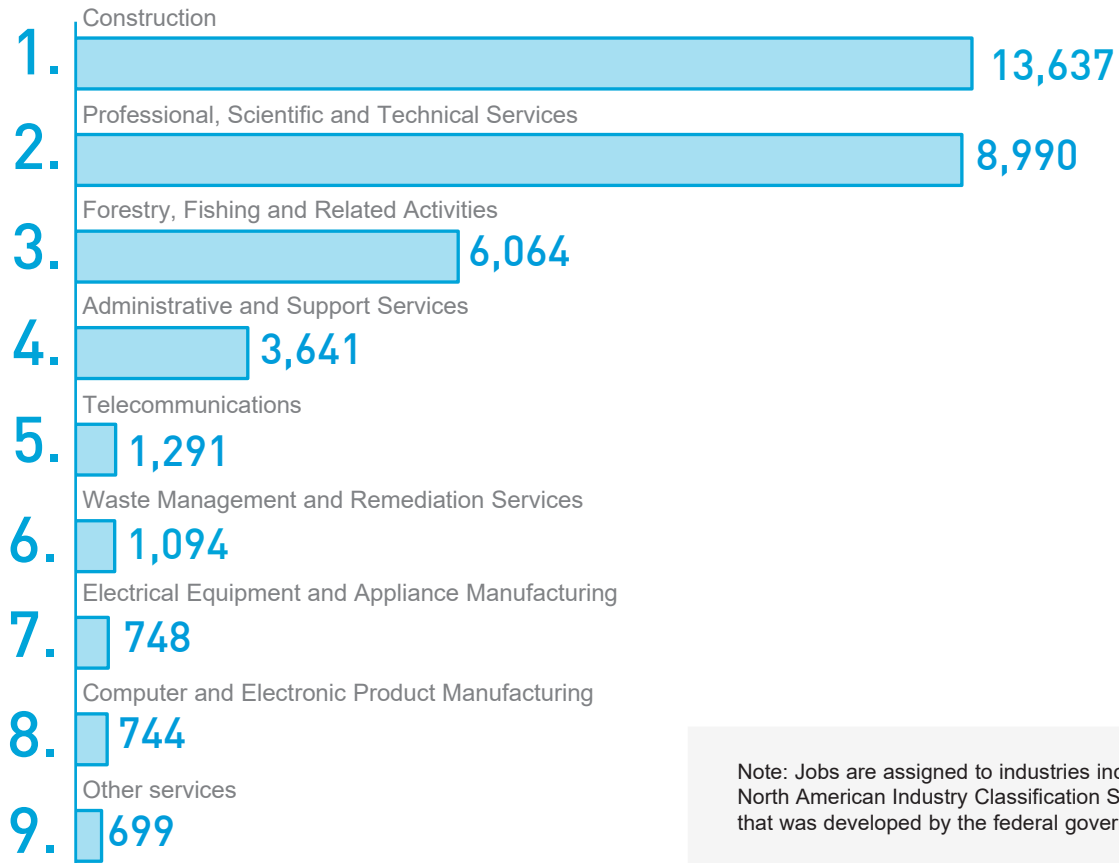 Construction
1. 13,637
Professional, Scientific and Technical Services
2. 8,990
Forestry, Fishing and Related Activities
3. 6,064
Administrative and Support Services
4. 3,641
Telecommunications
5. 1,291
Waste Management and Remediation Services
6. 1,094
Electrical Equipment and Appliance Manufacturing
7. 748
Computer and Electronic Product Manufacturing
8. 744
Other services
9. 699
Note: Jobs are assigned to industries
North American Industry Classification
that was developed by the federal